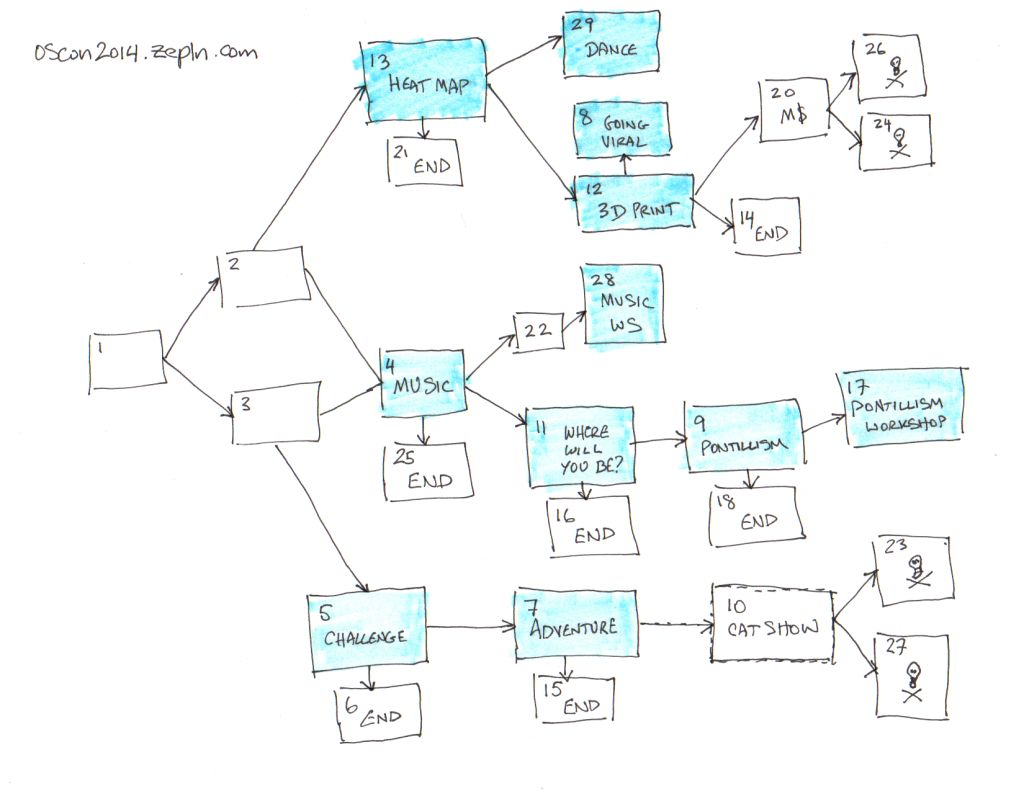 oscon2014.zepln.com
29
DANCE
13
HEAT MAP
26
20
M$
8 GOING
VIRAL
24
21
END
12
3D PRINT
14
END
2
28
MUSIC
WS
22
1
4
MUSIC
3
17
PONTILLISM
WORKSHOP
11
WHERE
WILL
YOU BE?
9
PONTILLISM
25
END
16
END
18
END
23
5
CHALLENGE
7
ADVENTURE
10
CAT SHOW
27
6
END
15
END